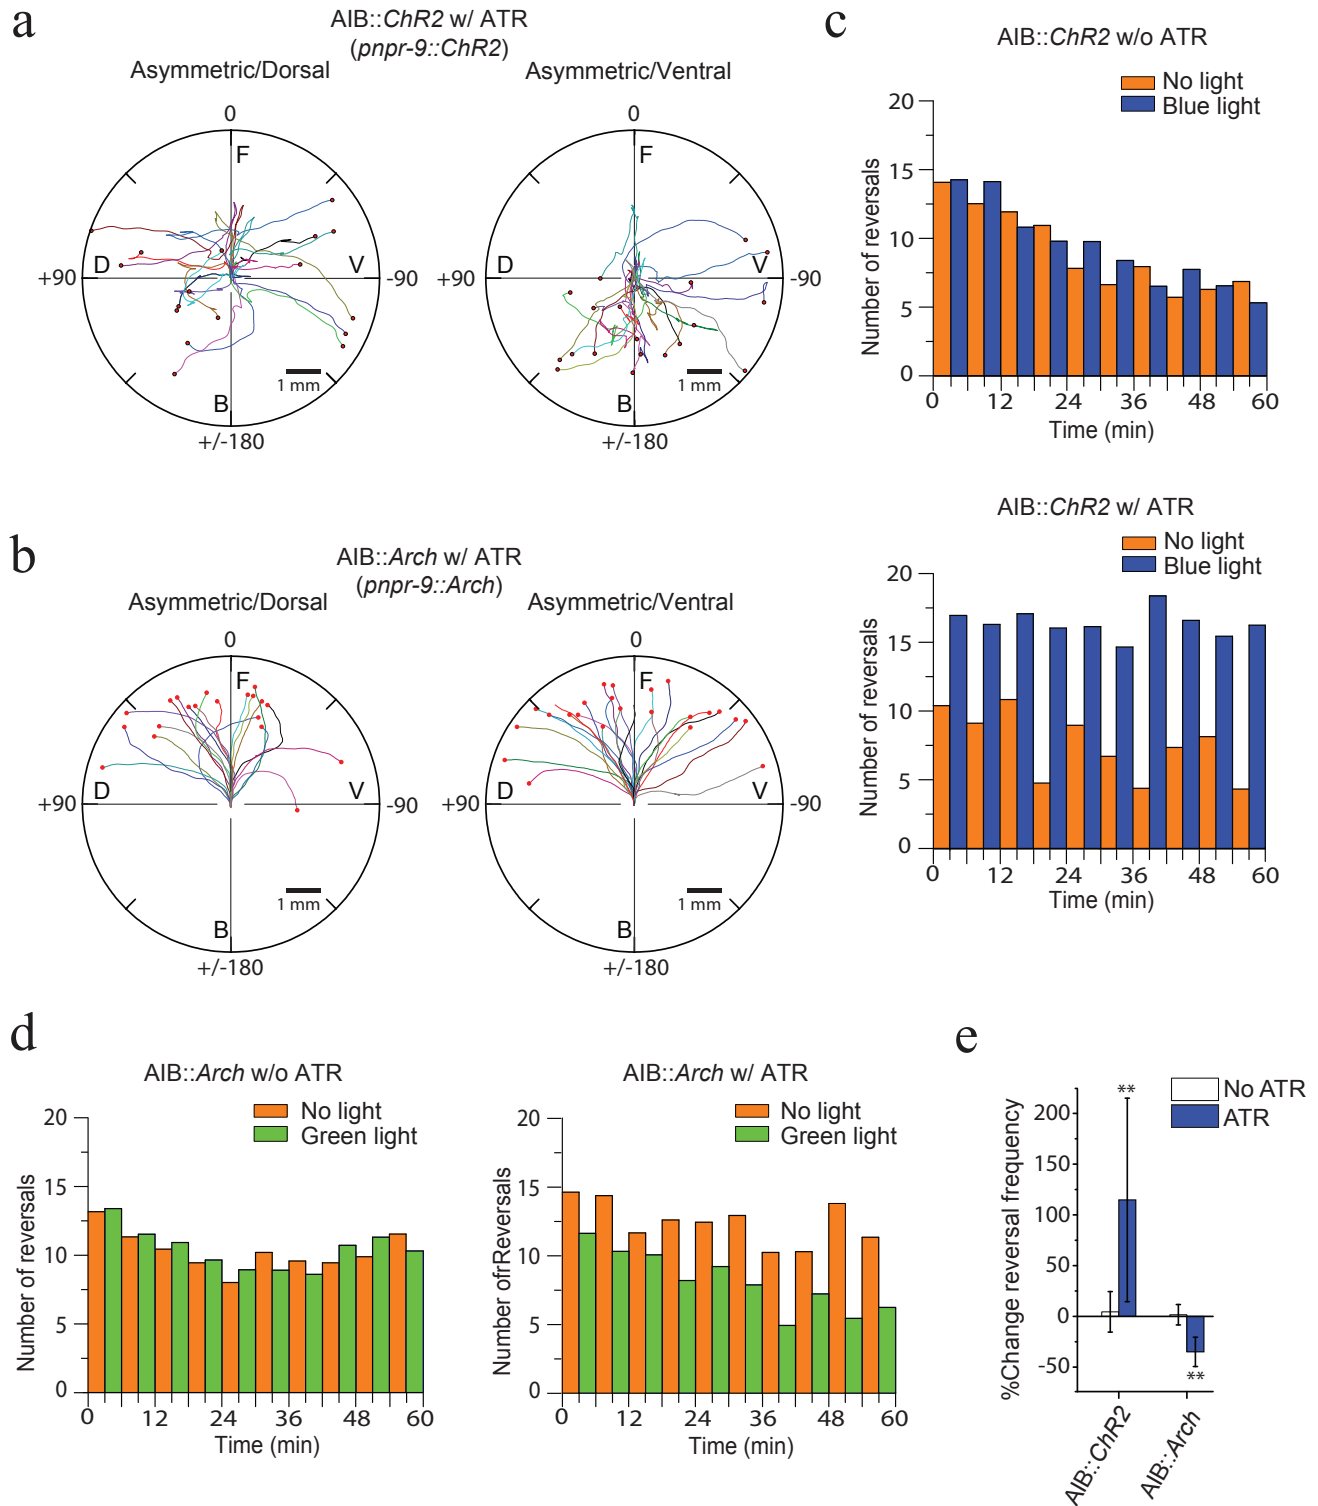 a
AIB::ChR2 w/ ATR
(pnpr-9::ChR2)
Asymmetric/Dorsal
Asymmetric/Ventral
0
F
+90
D
V
-90
1 mm
B
+/-180
0
F
+90
D
V
-90
1 mm
B
+/-180
b
AIB::Arch w/ ATR
(pnpr-9::Arch)
Asymmetric/Dorsal
Asymmetric/Ventral
0
F
+90
D
V
-90
1 mm
B
+/-180
0
F
+90
D
V
-90
1 mm
B
+/-180
c
AIB::ChR2 w/o ATR
No light
Blue light
Number of reversals
20
15
10
5
0
0 12 24 36 48 60
Time (min)
AIB::ChR2 w/ ATR
No light
Blue light
Number of reversals
20
15
10
5
0
0 12 24 36 48 60
Time (min)
d
AIB::Arch w/o ATR
No light
Green light
Number of reversals
20
15
10
5
0
0 12 24 36 48 60
Time (min)
AIB::Arch w/ ATR
No light
Green light
Number ofrReversals
20
15
10
5
0
0 12 24 36 48 60
Time (min)
e
No ATR
ATR
%Change reversal frequency
200
150
100
50
0
-50
**
**
AIB::ChR2
AIB::Arch